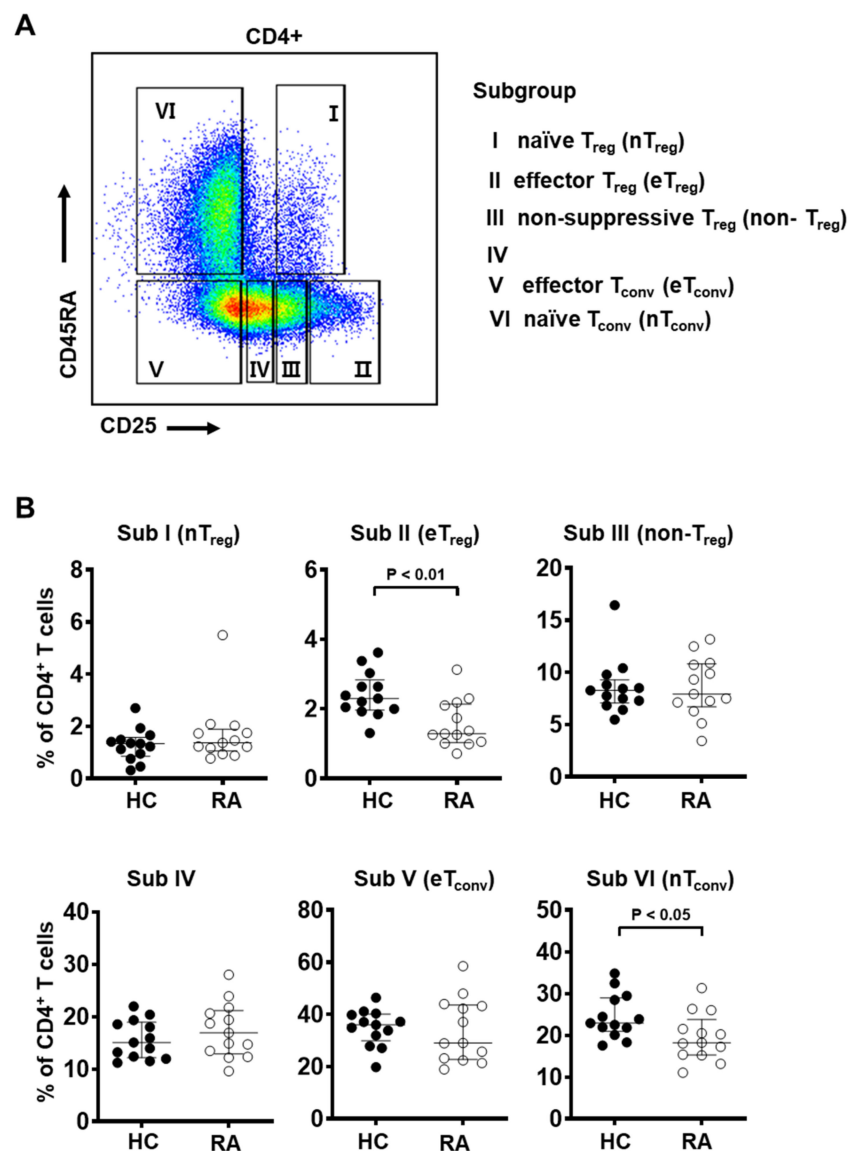 A
CD4+
VI
I
V
IV
III
II
CD45RA
CD25
Subgroup
I naïve Treg (nTreg)
II effector Treg (eTreg)
III non-suppressive Treg (non- Treg)
IV
V effector Tconv (eTconv)
VI naïve Tconv (nTconv)
B
Sub I (nTreg)
% of CD4+ T cells
8
6
4
2
0
HC RA
Sub II (eTreg)
P < 0.01
6
4
2
0
HC RA
Sub III (non-Treg)
20
15
10
5
0
HC RA
Sub IV
% of CD4+ T cells
40
30
20
10
0
HC RA
Sub V (eTconv)
80
60
40
20
0
HC RA
Sub VI (nTconv)
P < 0.05
50
40
30
20
10
0
HC RA